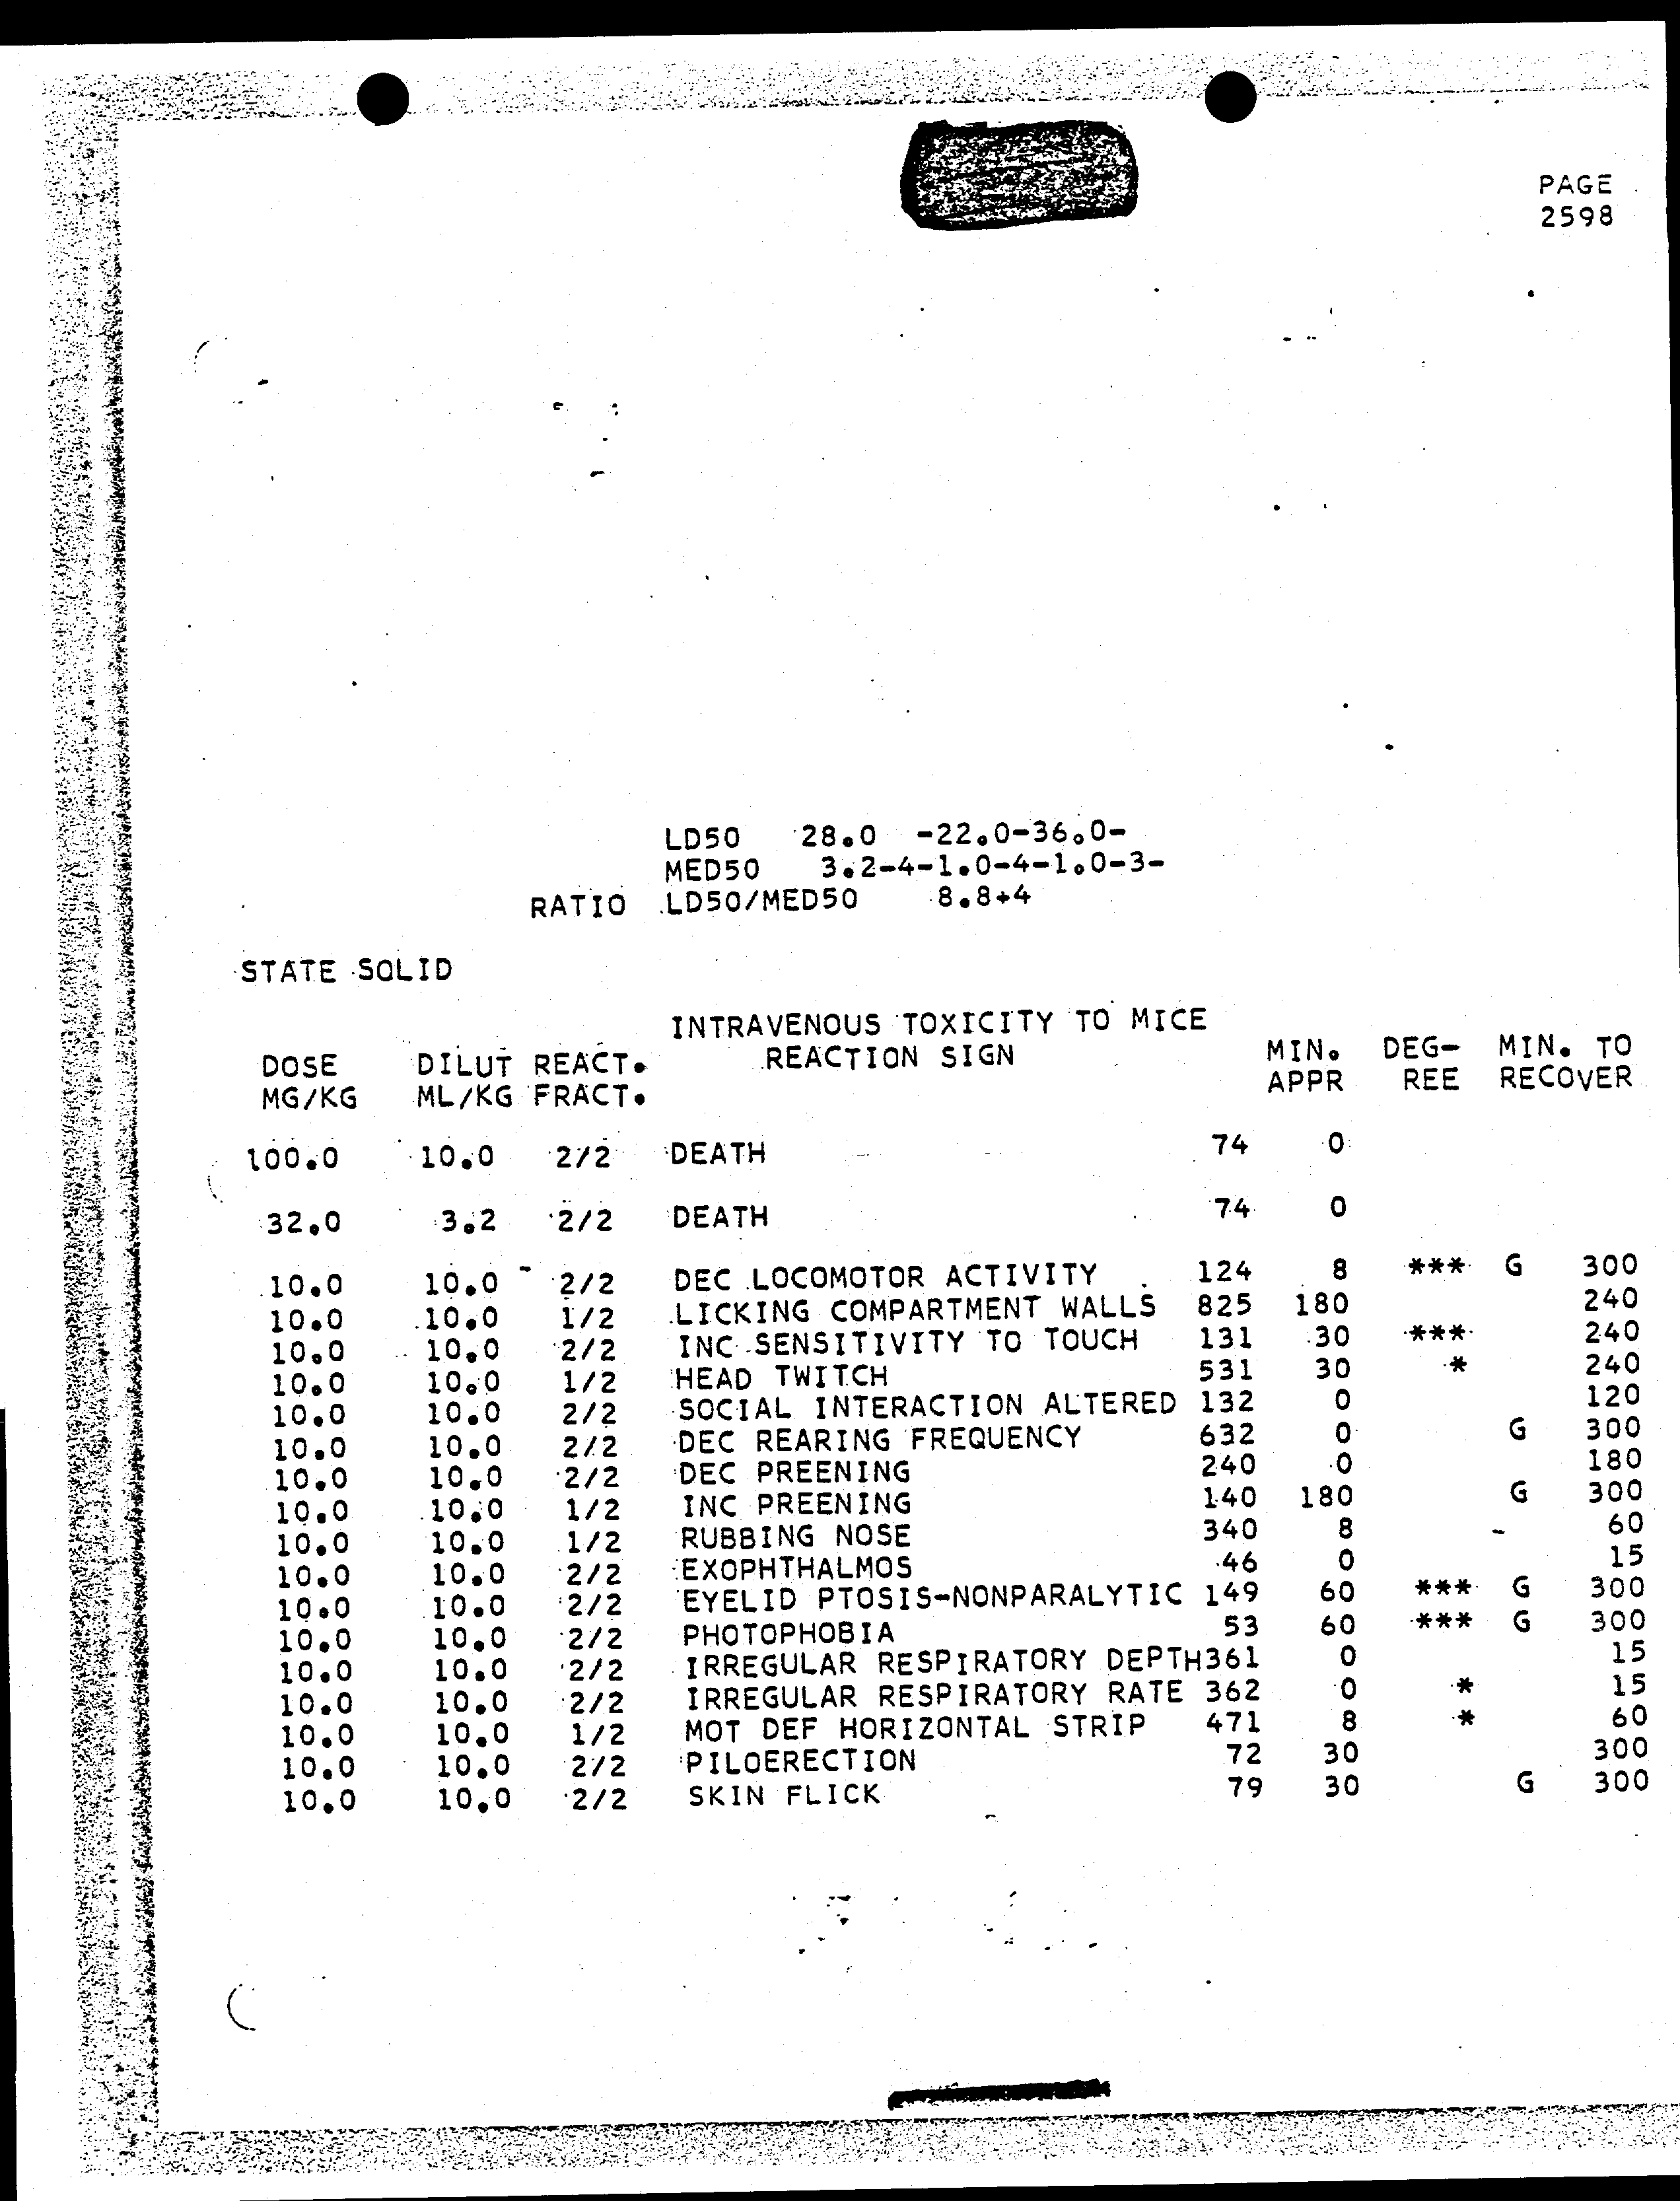 PAGE
2598
LD50 28.0 -22.0-36.0-
MED50 3.2-4-1.0-4-1.0-3-
RATIO LD50/MED50 8.8+4
STATE SOLID
INTRAVENOUS TOXICITY TO MICE
DOSE DILUT REACT. REACTION SIGN MIN. DEG- MIN. TO
MG/KG ML/KG FRACT. APPR REE RECOVER
100.0 10.0 2/2 DEATH 74 0
32.0 3.2 2/2 DEATH 74 0
10.0 10.0 2/2 DEC LOCOMOTOR ACTIVITY 124 8 *** G 300
10.0 10.0 1/2 LICKING COMPARTMENT WALLS 825 180 240
10.0 10.0 2/2 INC SENSITIVITY TO TOUCH 131 30 *** 240
10.0 10.0 1/2 HEAD TWITCH 531 30 * 240
10.0 10.0 2/2 SOCIAL INTERACTION ALTERED 132 0 120
10.0 10.0 2/2 DEC REARING FREQUENCY 632 0 G 300
10.0 10.0 2/2 DEC PREENING 240 0 180
10.0 10.0 1/2 INC PREENING 140 180 G 300
10.0 10.0 1/2 RUBBING NOSE 340 8 60
10.0 10.0 2/2 EXOPHTHALMOS 46 0 15
10.0 10.0 2/2 EYELID PTOSIS-NONPARALYTIC 149 60 *** G 300
10.0 10.0 2/2 PHOTOPHOBIA 53 60 *** G 300
10.0 10.0 2/2 IRREGULAR RESPIRATORY DEPTH361 0 15
10.0 10.0 2/2 IRREGULAR RESPIRATORY RATE 362 0 * 15
10.0 10.0 1/2 MOT DEF HORIZONTAL STRIP 471 8 * 60
10.0 10.0 2/2 PILOERECTION 72 30 300
10.0 10.0 2/2 SKIN FLICK 79 30 G 300